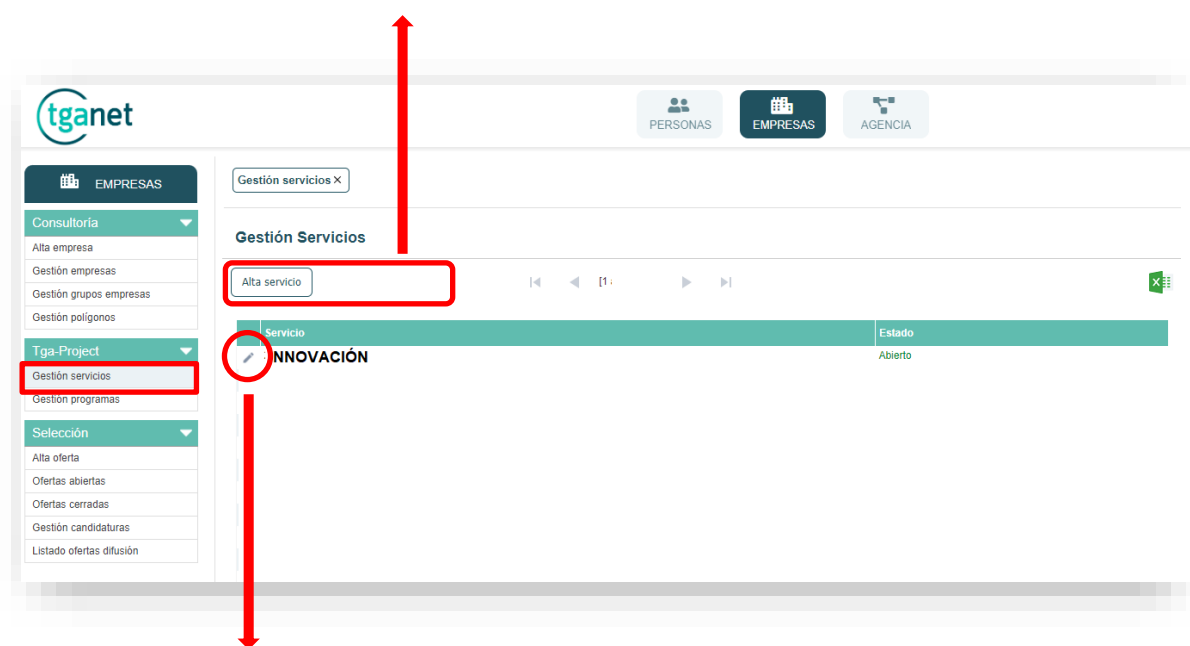 tganet
PERSONAS
EMPRESAS
AGENCIA
EMPRESAS
Consultoría
Alta empresa
Gestión empresas
Gestión grupos empresas
Gestión polígonos
Tga-Project
Gestión servicios
Gestión programas
Selección
Alta oferta
Ofertas abiertas
Ofertas cerradas
Gestión candidaturas
Listado ofertas difusión
Gestión servicios X
Gestión Servicios
Alta servicio
[1
Servicio Estado
INNOVACIÓN Abierto